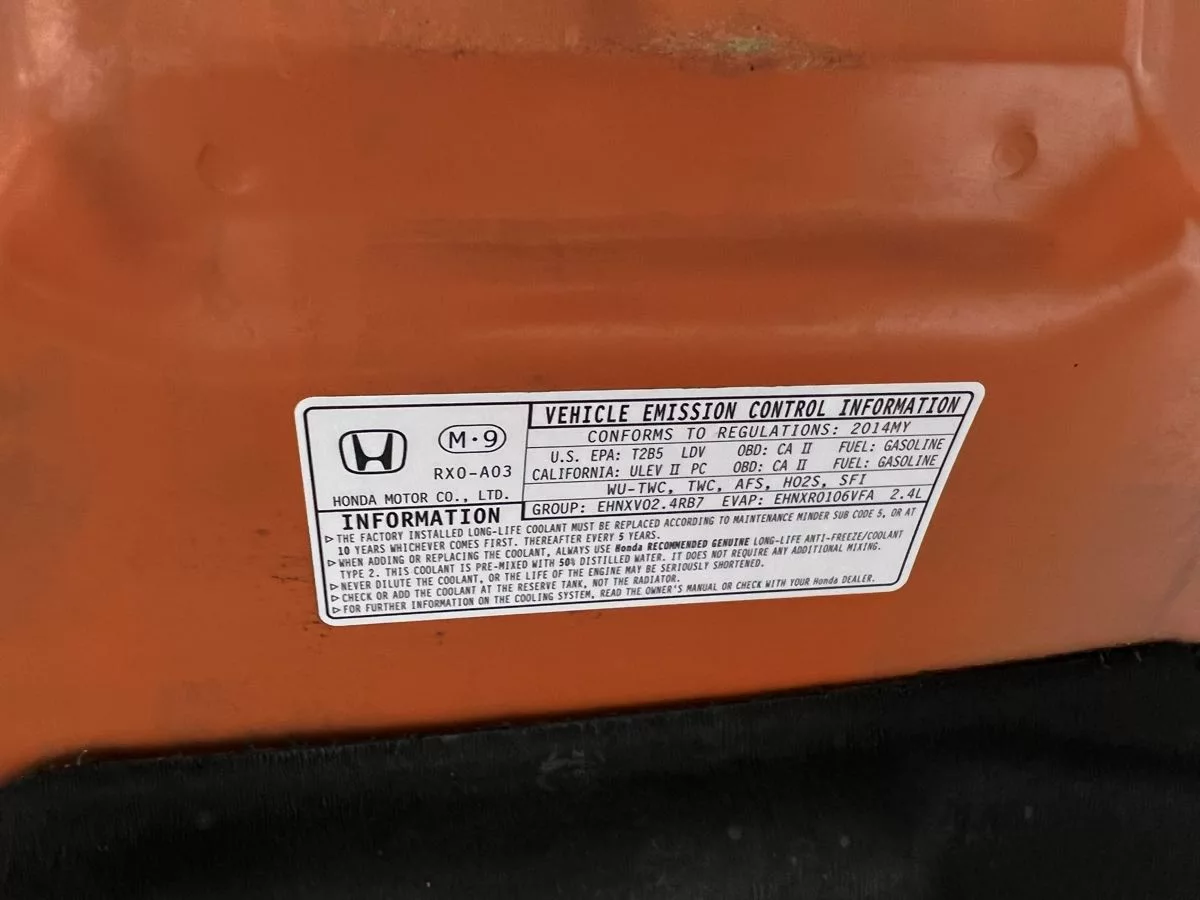 M·9
RX0-A03
HONDA MOTOR CO., LTD.
VEHICLE EMISSION CONTROL INFORMATION
CONFORMS TO REGULATIONS: 2014MY
U.S. EPA: T2B5 LDV OBD: CA II FUEL: GASOLINE
CALIFORNIA: ULEV II PC OBD: CA II FUEL: GASOLINE
WU-TWC, TWC, AFS, HO2S, SFI
GROUP: EHNXV02.4RB7 EVAP: EHNXR0106VFA 2.4L
INFORMATION
▷THE FACTORY INSTALLED LONG-LIFE COOLANT MUST BE REPLACED ACCORDING TO MAINTENANCE MINDER SUB CODE 5, OR AT
10 YEARS WHICHEVER COMES FIRST. THEREAFTER EVERY 5 YEARS.
▷WHEN ADDING OR REPLACING THE COOLANT, ALWAYS USE Honda RECOMMENDED GENUINE LONG-LIFE ANTI-FREEZE/COOLANT
TYPE 2. THIS COOLANT IS PRE-MIXED WITH 50% DISTILLED WATER. IT DOES NOT REQUIRE ANY ADDITIONAL MIXING.
▷NEVER DILUTE THE COOLANT, OR THE LIFE OF THE ENGINE MAY BE SERIOUSLY SHORTENED.
▷CHECK OR ADD THE COOLANT AT THE RESERVE TANK, NOT THE RADIATOR.
▷FOR FURTHER INFORMATION ON THE COOLING SYSTEM, READ THE OWNER'S MANUAL OR CHECK WITH YOUR Honda DEALER.